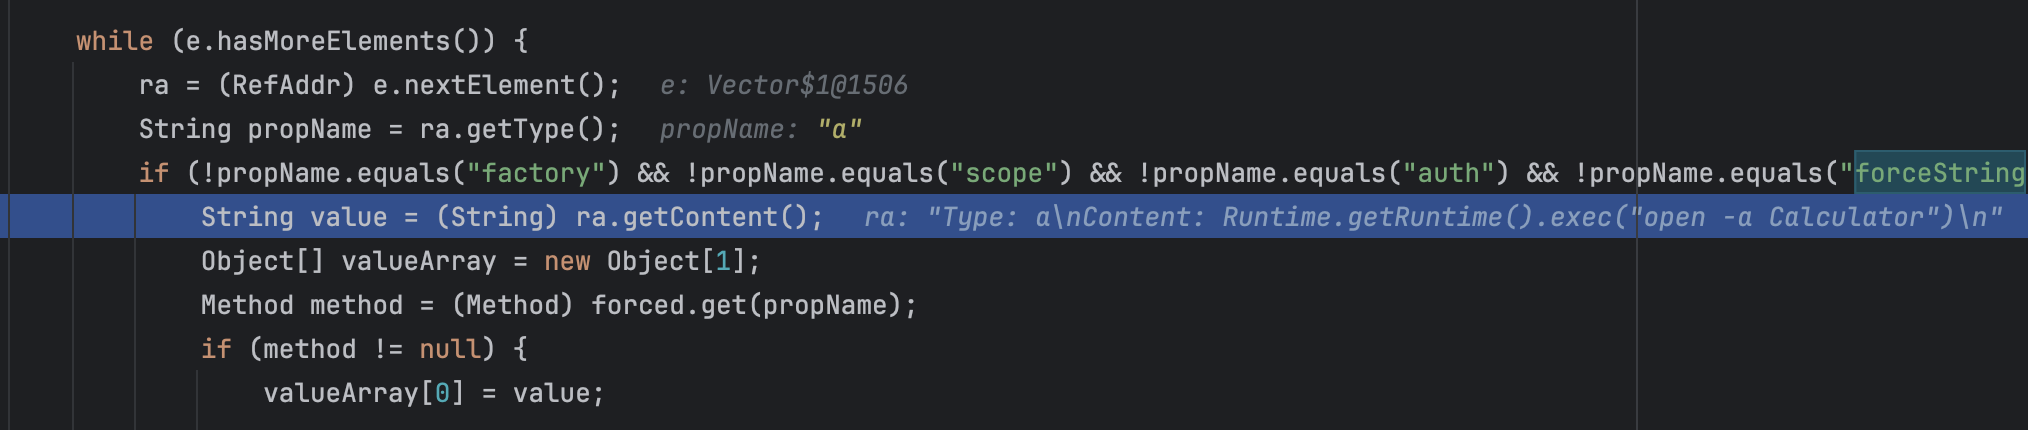 while (e.hasMoreElements()) {
ra = (RefAddr) e.nextElement();   e: Vector$1@1506
String propName = ra.getType();   propName: "a"
if (!propName.equals("factory") && !propName.equals("scope") && !propName.equals("auth") && !propName.equals("forceString
String value = (String) ra.getContent();   ra: "Type: a\nContent: Runtime.getRuntime().exec("open -a Calculator")\n"
Object[] valueArray = new Object[1];
Method method = (Method) forced.get(propName);
if (method != null) {
valueArray[0] = value;